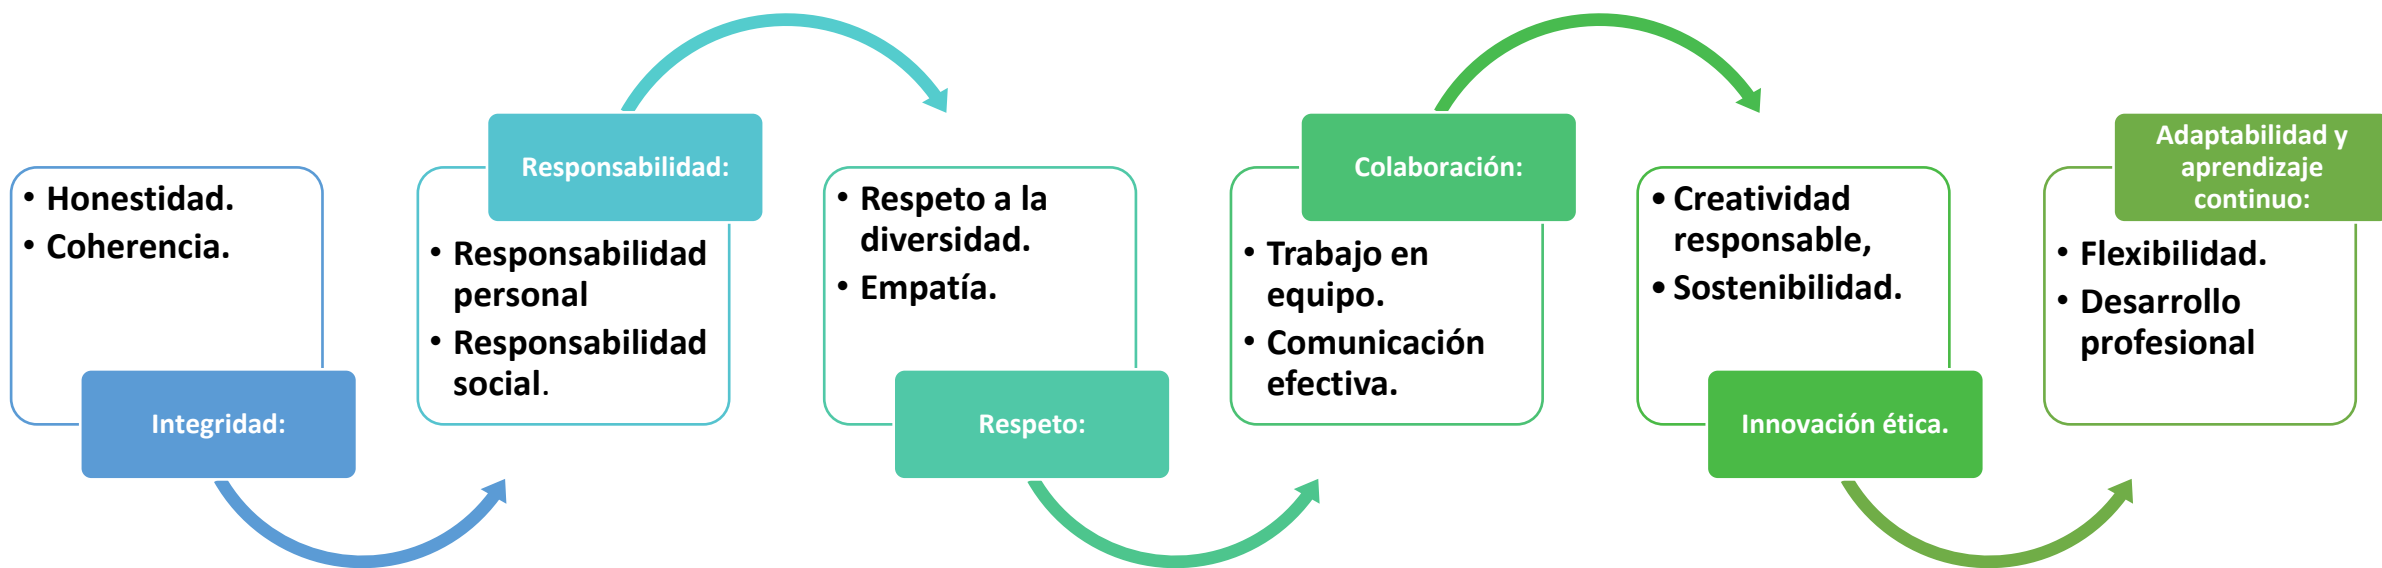 • Honestidad.
• Coherencia.
Integridad:
Responsabilidad:
• Responsabilidad
personal
• Responsabilidad
social.
• Respeto a la
diversidad.
• Empatía.
Respeto:
Colaboración:
• Trabajo en
equipo.
• Comunicación
efectiva.
• Creatividad
responsable,
• Sostenibilidad.
Innovación ética.
Adaptabilidad y
aprendizaje
continuo:
• Flexibilidad.
• Desarrollo
profesional